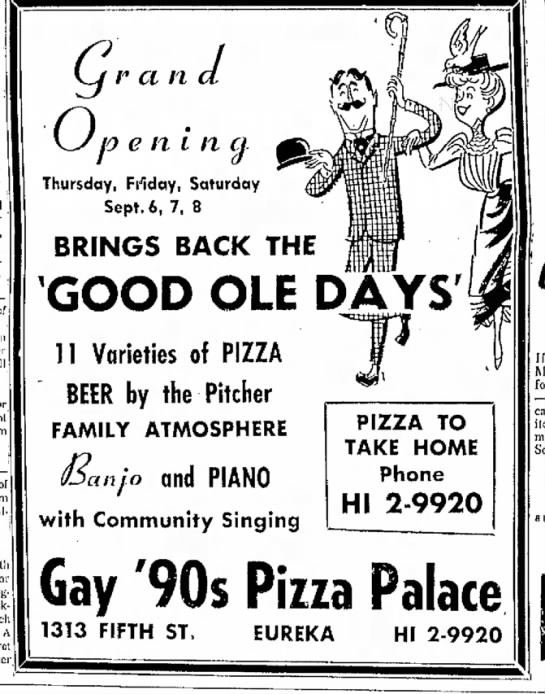 Grand
Opening
Thursday, Friday, Saturday
Sept. 6, 7, 8
BRINGS BACK THE
'GOOD OLE DAYS'
11 Varieties of PIZZA
BEER by the Pitcher
FAMILY ATMOSPHERE
Banjo and PIANO
with Community Singing
PIZZA TO
TAKE HOME
Phone
HI 2-9920
Gay '90s Pizza Palace
1313 FIFTH ST. EUREKA HI 2-9920